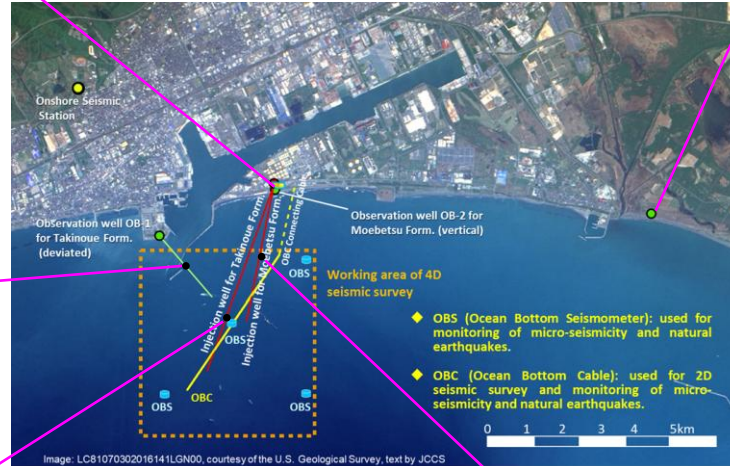 Onshore Seismic
Station
Observation well OB-1
for Takinoue Form.
(deviated)
Injection well for Takinoue Form.
Injection well for Moebetsu Form.
OBC Connecting Cable
Observation well OB-2 for
Moebetsu Form. (vertical)
OBS
Working area of 4D
seismic survey
OBS
OBS
OBC
OBS
◆ OBS (Ocean Bottom Seismometer): used for
monitoring of micro-seismicity and natural
earthquakes.
◆ OBC (Ocean Bottom Cable): used for 2D
seismic survey and monitoring of micro-
seismicity and natural earthquakes.
0 1 2 3 4 5km
Image: LC81070302016141LGN00, courtesy of the U.S. Geological Survey, text by JCCS